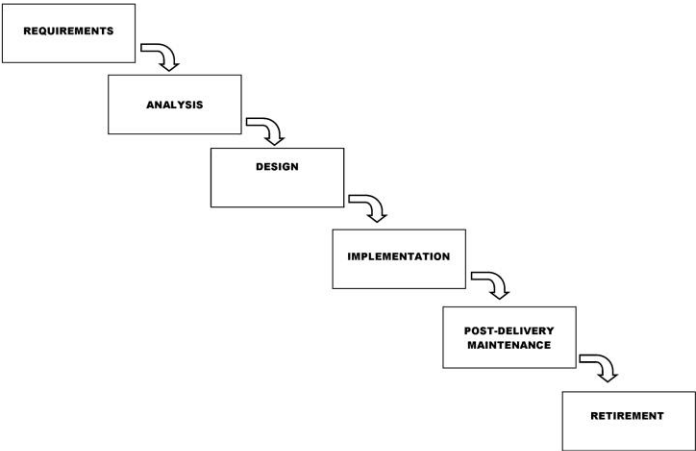 REQUIREMENTS
ANALYSIS
DESIGN
IMPLEMENTATION
POST-DELIVERY
MAINTENANCE
RETIREMENT